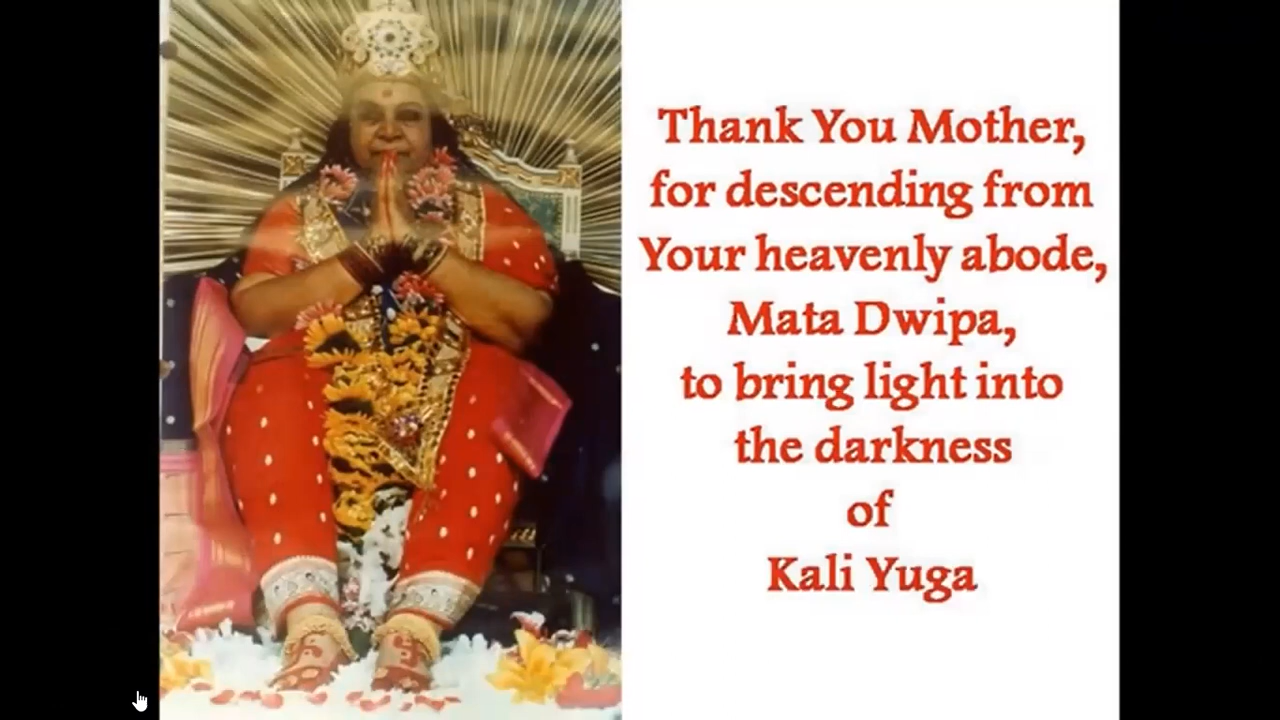 Thank You Mother,
for descending from
Your heavenly abode,
Mata Dwipa,
to bring light into
the darkness
of
Kali Yuga